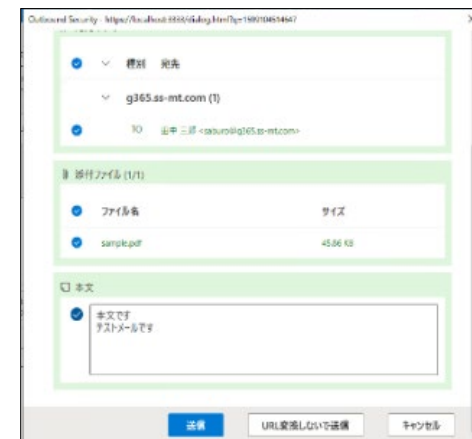 Outbound Security - https://localhost:3333/dialog.html?q=1599104514647
種別 宛先
g365.ss-mt.com (1)
TO 田中 三郎 <saburo@g365.ss-mt.com>
添付ファイル (1/1)
ファイル名 サイズ
sample.pdf 45.66 KB
本文
本文です
テストメールです
送信 URL変換しないで送信 キャンセル